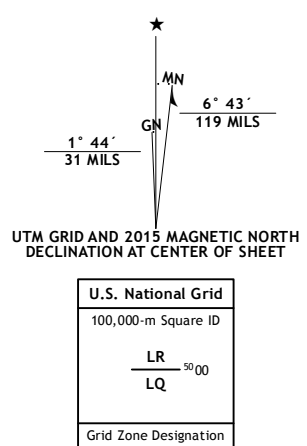 ★
MN
GN
6° 43´
119 MILS
1° 44´
31 MILS
UTM GRID AND 2015 MAGNETIC NORTH
DECLINATION AT CENTER OF SHEET
U.S. National Grid
100,000-m Square ID
LR
5000
LQ
Grid Zone Designation